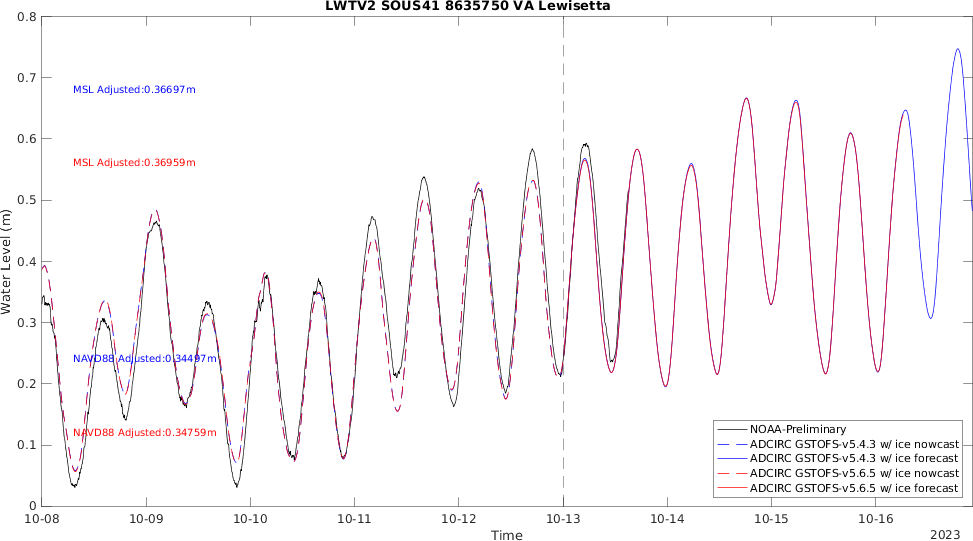 LWTV2 SOUS41 8635750 VA Lewisetta
0.8
0.7
0.6
0.5
0.4
0.3
0.2
0.1
0
Water Level (m)
MSL Adjusted:0.36697m
MSL Adjusted:0.36959m
NAVD88 Adjusted:0.34497m
NAVD88 Adjusted:0.34759m
NOAA-Preliminary
ADCIRC GSTOFS-v5.4.3 w/ ice nowcast
ADCIRC GSTOFS-v5.4.3 w/ ice forecast
ADCIRC GSTOFS-v5.6.5 w/ ice nowcast
ADCIRC GSTOFS-v5.6.5 w/ ice forecast
10-08 10-09 10-10 10-11 10-12 10-13 10-14 10-15 10-16
Time
2023